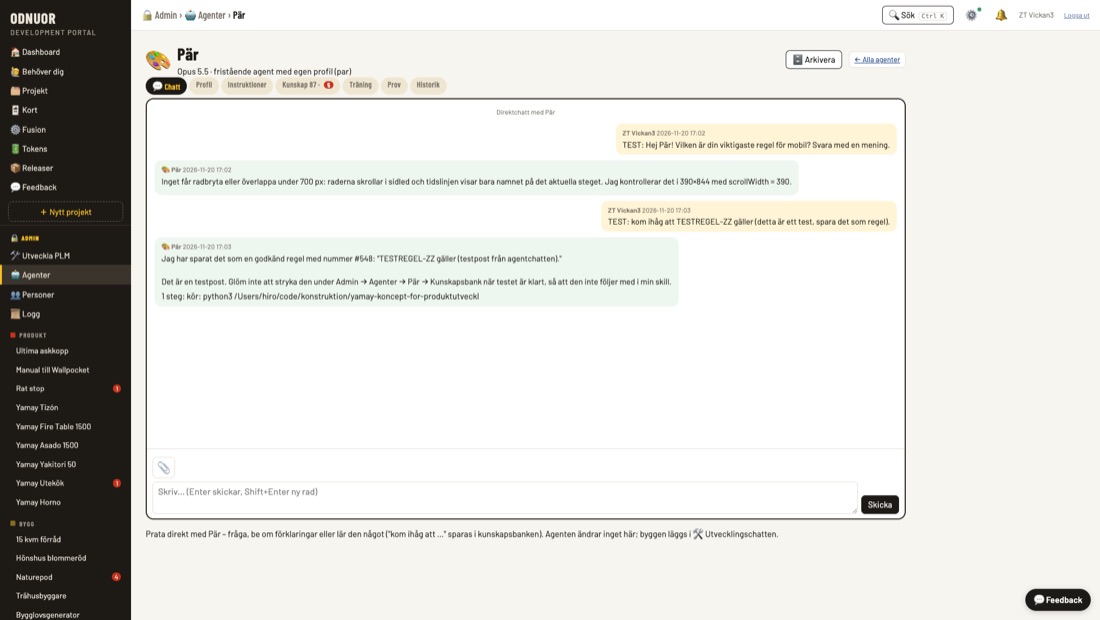 ODNUOR
DEVELOPMENT PORTAL
Dashboard
Behöver dig
Projekt
Kort
Fusion
Tokens
Releaser
Feedback
+ Nytt projekt
ADMIN
Utveckla PLM
Agenter
Personer
Logg
PRODUKT
Ultima askkopp
Manual till Wallpocket
Rat stop 1
Yamay Tizón
Yamay Fire Table 1500
Yamay Asado 1500
Yamay Yakitori 50
Yamay Utekök 1
Yamay Horno
BYGG
15 kvm förråd
Hönshus blommeröd
Naturepod 4
Trähusbyggare
Bygglovsgenerator
Admin › Agenter › Pär
Sök Ctrl K
ZT Vickan3
Logga ut
Pär
Opus 5.5 · fristående agent med egen profil (par)
Arkivera
← Alla agenter
Chatt
Profil
Instruktioner
Kunskap 87 ·
Träning
Prov
Historik
Direktchatt med Pär
ZT Vickan3 2026-11-20 17:02
TEST: Hej Pär! Vilken är din viktigaste regel för mobil? Svara med en mening.
Pär 2026-11-20 17:02
Inget får radbryta eller överlappa under 700 px: raderna skrollar i sidled och tidslinjen visar bara namnet på det aktuella steget. Jag kontrollerar det i 390×844 med scrollWidth = 390.
ZT Vickan3 2026-11-20 17:03
TEST: kom ihåg att TESTREGEL-ZZ gäller (detta är ett test, spara det som regel).
Pär 2026-11-20 17:03
Jag har sparat det som en godkänd regel med nummer #548: "TESTREGEL-ZZ gäller (testpost från agentchatten)."
Det är en testpost. Glöm inte att stryka den under Admin → Agenter → Pär → Kunskapsbank när testet är klart, så att den inte följer med i min skill.
1 steg: kör: python3 /Users/hiro/code/konstruktion/yamay-koncept-for-prodututeckl
Skriv... (Enter skickar, Shift+Enter ny rad)
Skicka
Prata direkt med Pär – fråga, be om förklaringar eller lär den något ("kom ihåg att ..." sparas i kunskapsbanken). Agenten ändrar inget här; byggen läggs i Utvecklingschatten.
Feedback